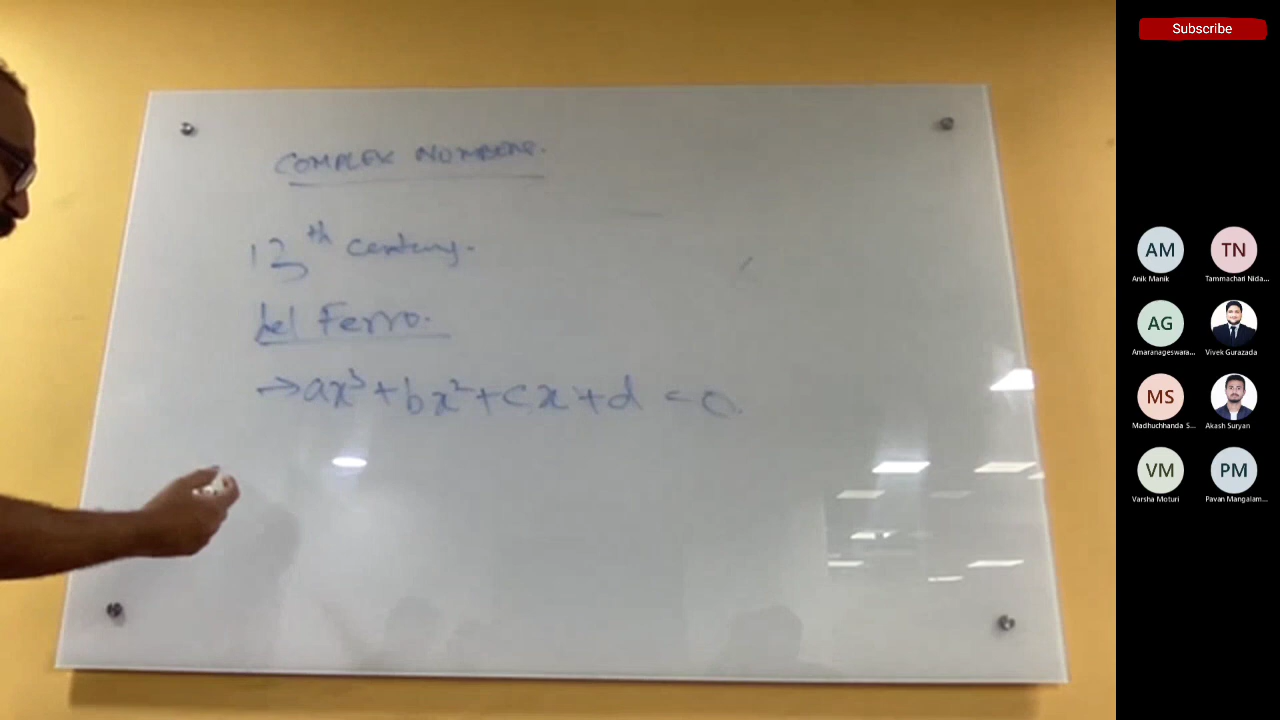 COMPLEX NUMBERS.
13th century.
del Ferro.
→ax³+bx²+cx+d=0.
Subscribe
AM
TN
Anik Manik
Tammachari Nida...
AG
Amaranageswara...
Vivek Gurazada
MS
Madhuchhanda S...
Akash Suryan
VM
PM
Varsha Moturi
Pavan Mangalam...